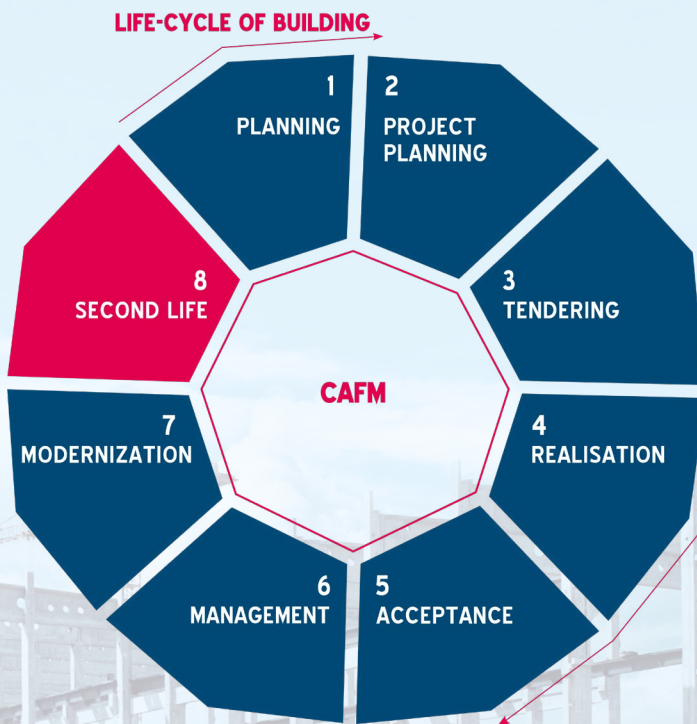 LIFE-CYCLE OF BUILDING
1
PLANNING
2
PROJECT
PLANNING
3
TENDERING
4
REALISATION
5
ACCEPTANCE
6
MANAGEMENT
7
MODERNIZATION
8
SECOND LIFE
CAFM